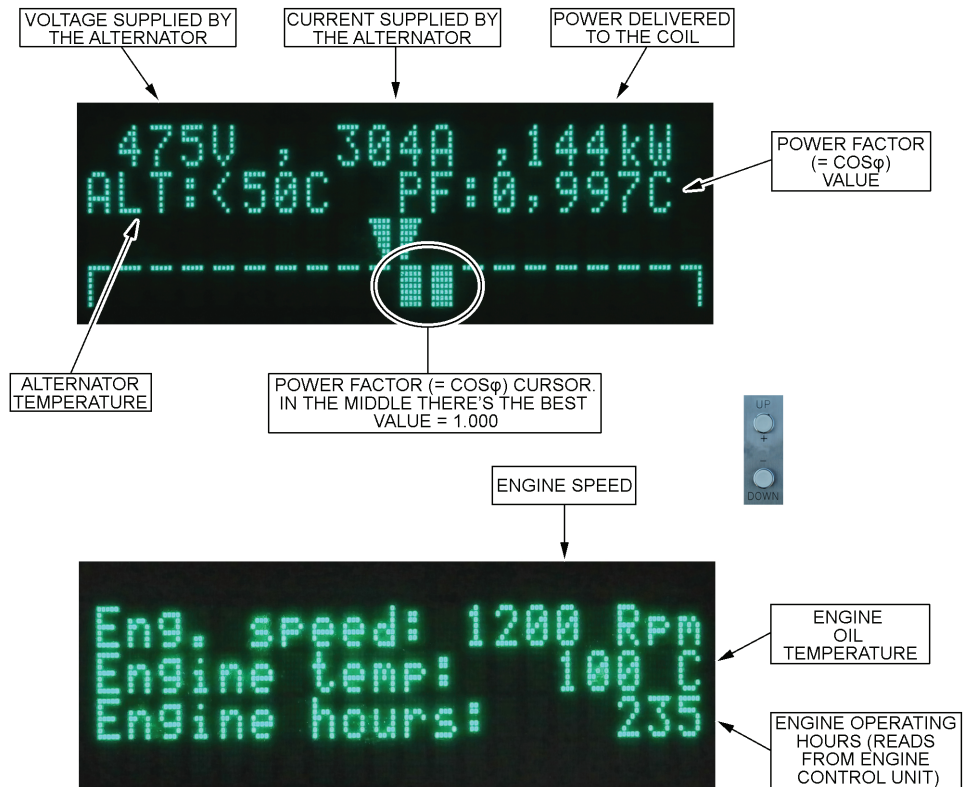 VOLTAGE SUPPLIED BY
THE ALTERNATOR
CURRENT SUPPLIED BY
THE ALTERNATOR
POWER DELIVERED
TO THE COIL
475V , 304A ,144kW
ALT:<50C PF:0,997C
POWER FACTOR
(= COSφ)
VALUE
ALTERNATOR
TEMPERATURE
POWER FACTOR (= COSφ) CURSOR.
IN THE MIDDLE THERE'S THE BEST
VALUE = 1.000
UP
+
–
DOWN
ENGINE SPEED
Eng. speed: 1200 Rpm
Engine temp: 100 C
Engine hours: 235
ENGINE
OIL
TEMPERATURE
ENGINE OPERATING
HOURS (READS
FROM ENGINE
CONTROL UNIT)